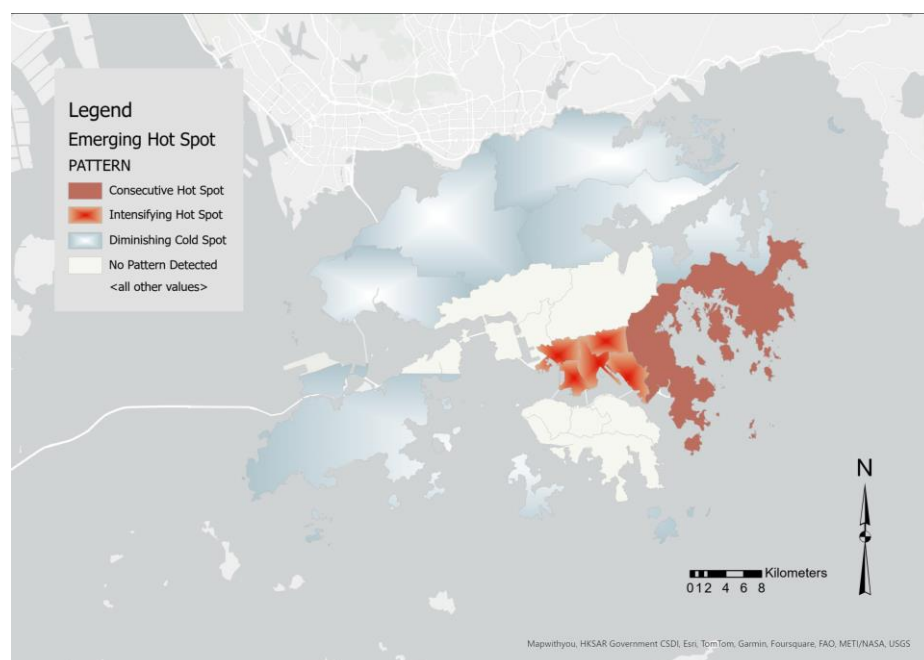 Legend
Emerging Hot Spot
PATTERN
Consecutive Hot Spot
Intensifying Hot Spot
Diminishing Cold Spot
No Pattern Detected
<all other values>
N
Kilometers
0 1 2 4 6 8
Mapwithyou, HKSAR Government CSDI, Esri, TomTom, Garmin, Foursquare, FAO, METI/NASA, USGS